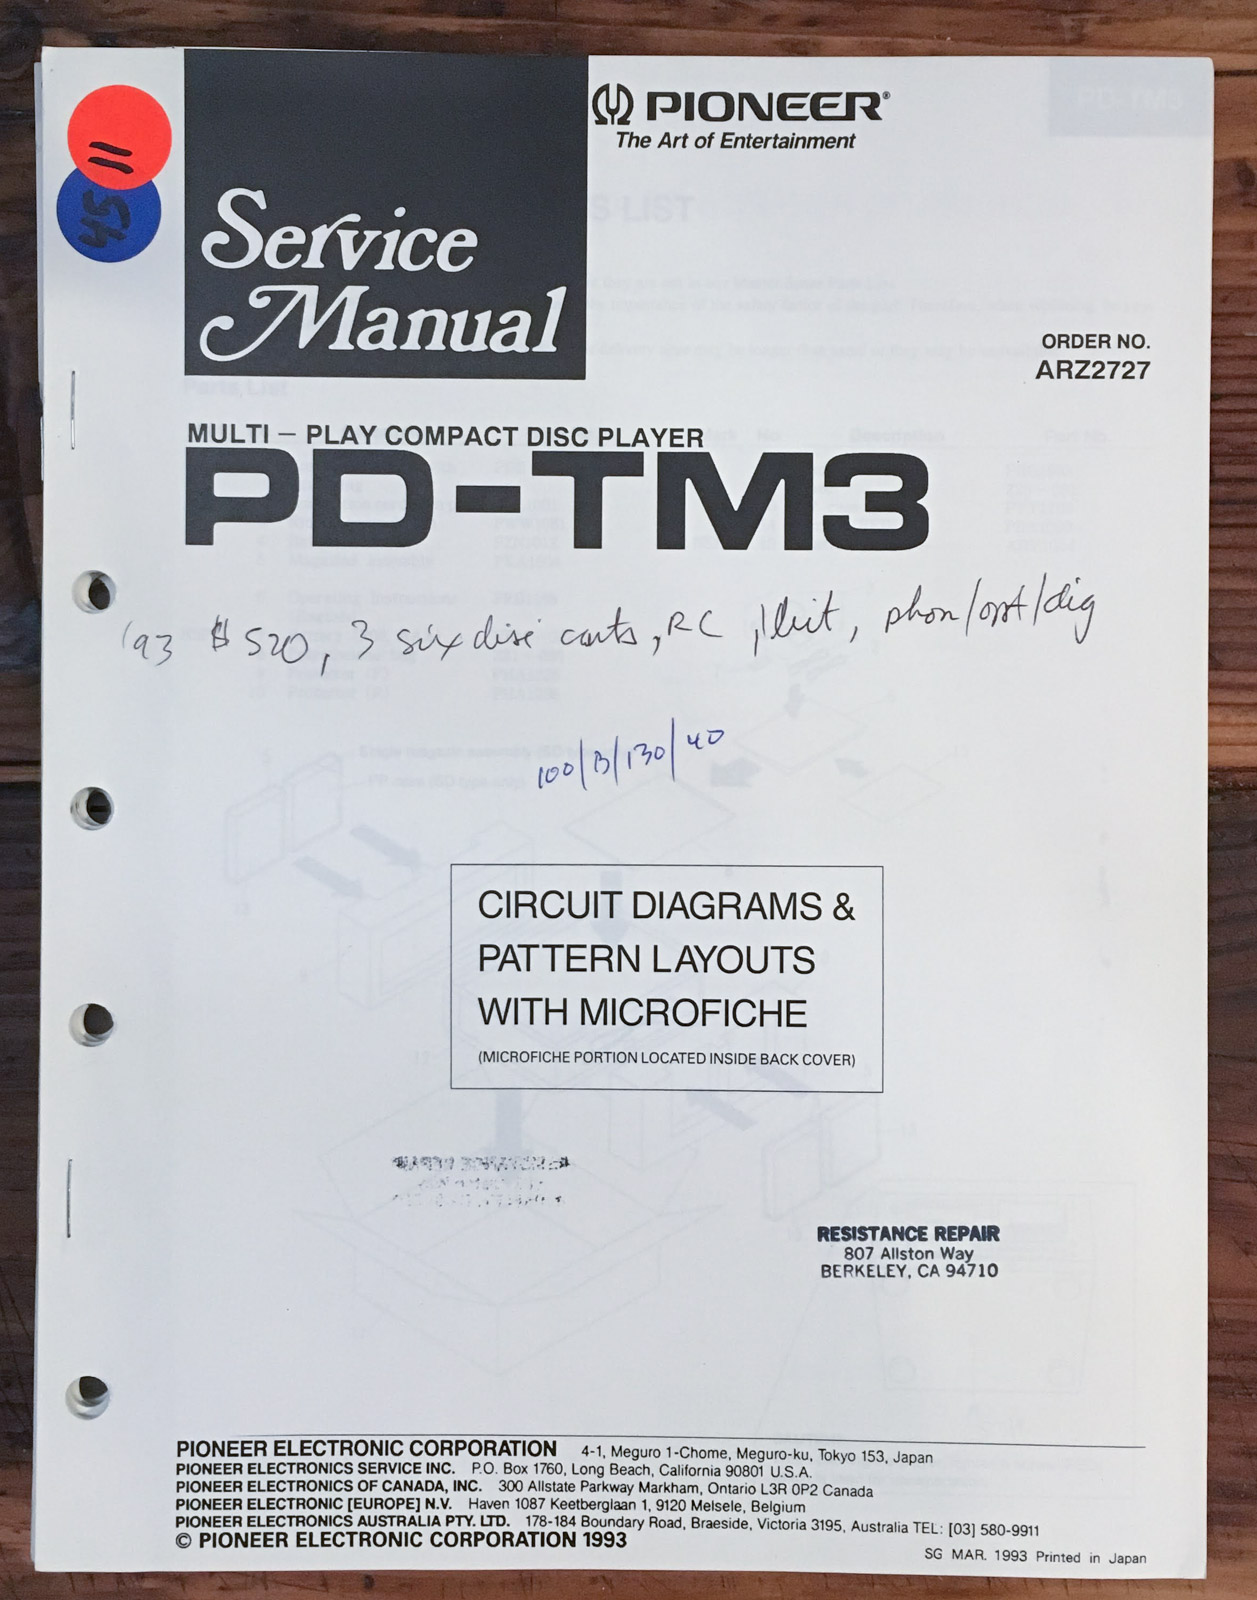 11
45
PIONEER®
The Art of Entertainment
Service
Manual
ORDER NO.
ARZ2727
MULTI – PLAY COMPACT DISC PLAYER
PD-TM3
'93 $520, 3 six disc carts, RC, 1bit, phon/opt/dig
100/B/130/40
CIRCUIT DIAGRAMS &
PATTERN LAYOUTS
WITH MICROFICHE
(MICROFICHE PORTION LOCATED INSIDE BACK COVER)
RESISTANCE REPAIR
807 Allston Way
BERKELEY, CA 94710
PIONEER ELECTRONIC CORPORATION 4-1, Meguro 1-Chome, Meguro-ku, Tokyo 153, Japan
PIONEER ELECTRONICS SERVICE INC. P.O. Box 1760, Long Beach, California 90801 U.S.A.
PIONEER ELECTRONICS OF CANADA, INC. 300 Allstate Parkway Markham, Ontario L3R 0P2 Canada
PIONEER ELECTRONIC [EUROPE] N.V. Haven 1087 Keetberglaan 1, 9120 Melsele, Belgium
PIONEER ELECTRONICS AUSTRALIA PTY. LTD. 178-184 Boundary Road, Braeside, Victoria 3195, Australia TEL: [03] 580-9911
© PIONEER ELECTRONIC CORPORATION 1993
SG MAR. 1993 Printed in Japan